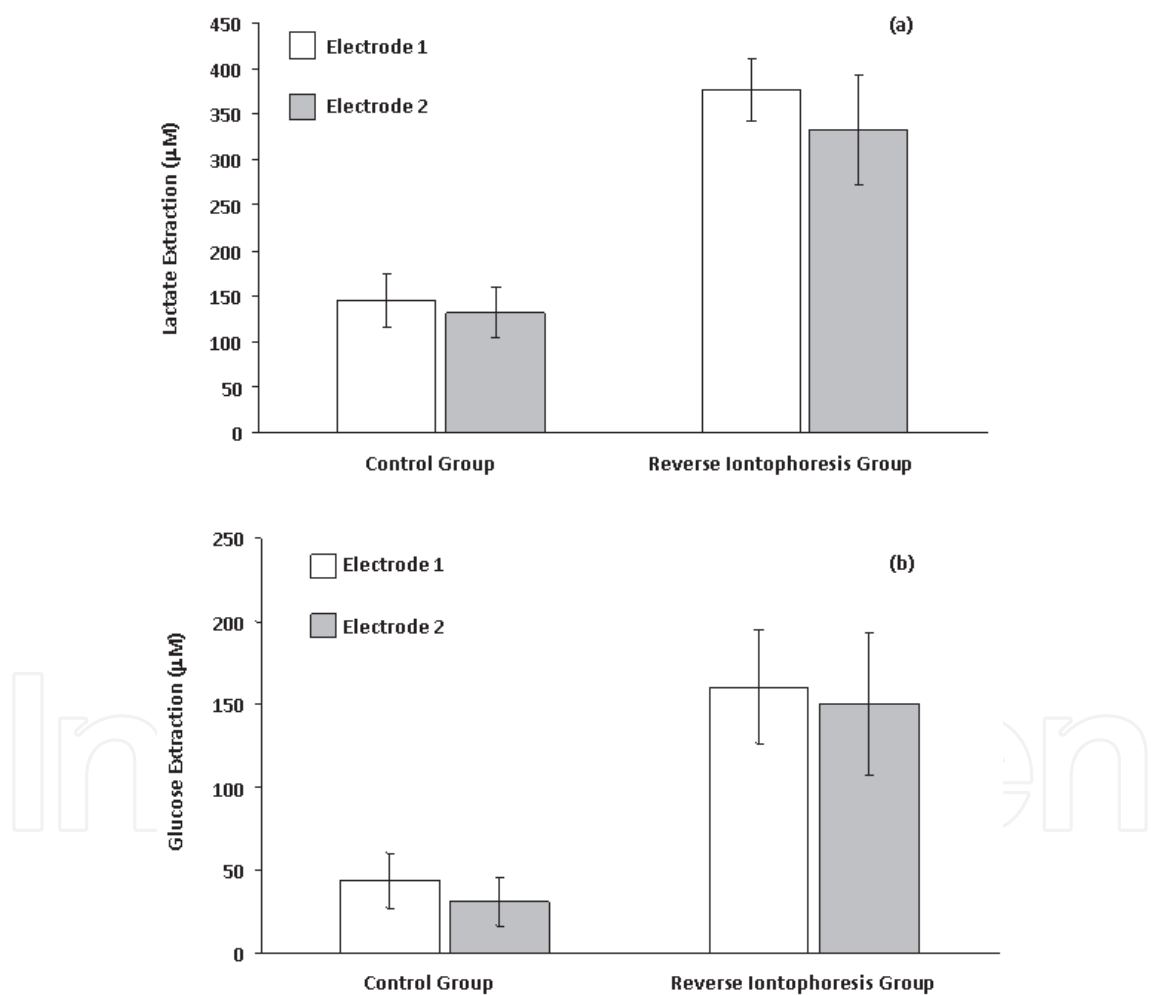 (a)
Electrode 1
Electrode 2
Lactate Extraction (μM)
450
400
350
300
250
200
150
100
50
0
Control Group
Reverse Iontophoresis Group
(b)
Electrode 1
Electrode 2
Glucose Extraction (μM)
250
200
150
100
50
0
Control Group
Reverse Iontophoresis Group
In
en